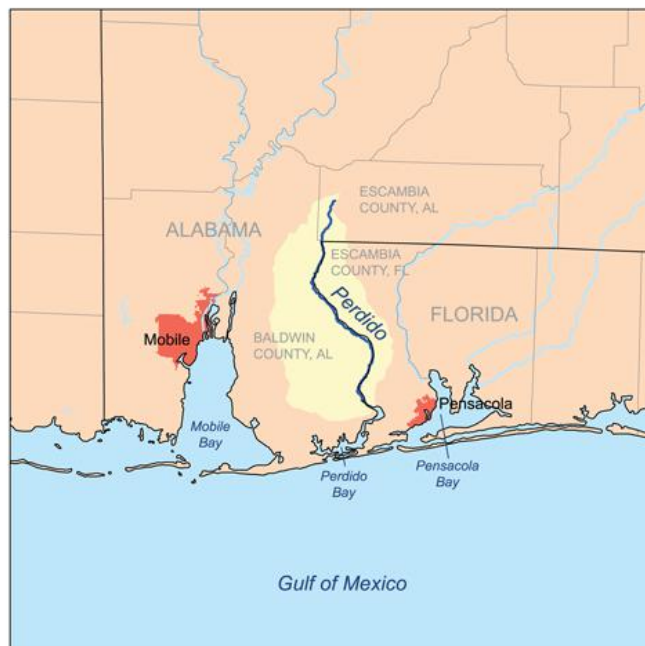 ESCAMBIA
COUNTY, AL
ALABAMA
ESCAMBIA
COUNTY, FL
Perdido
FLORIDA
Mobile
BALDWIN
COUNTY, AL
Pensacola
Mobile
Bay
Perdido
Bay
Pensacola
Bay
Gulf of Mexico